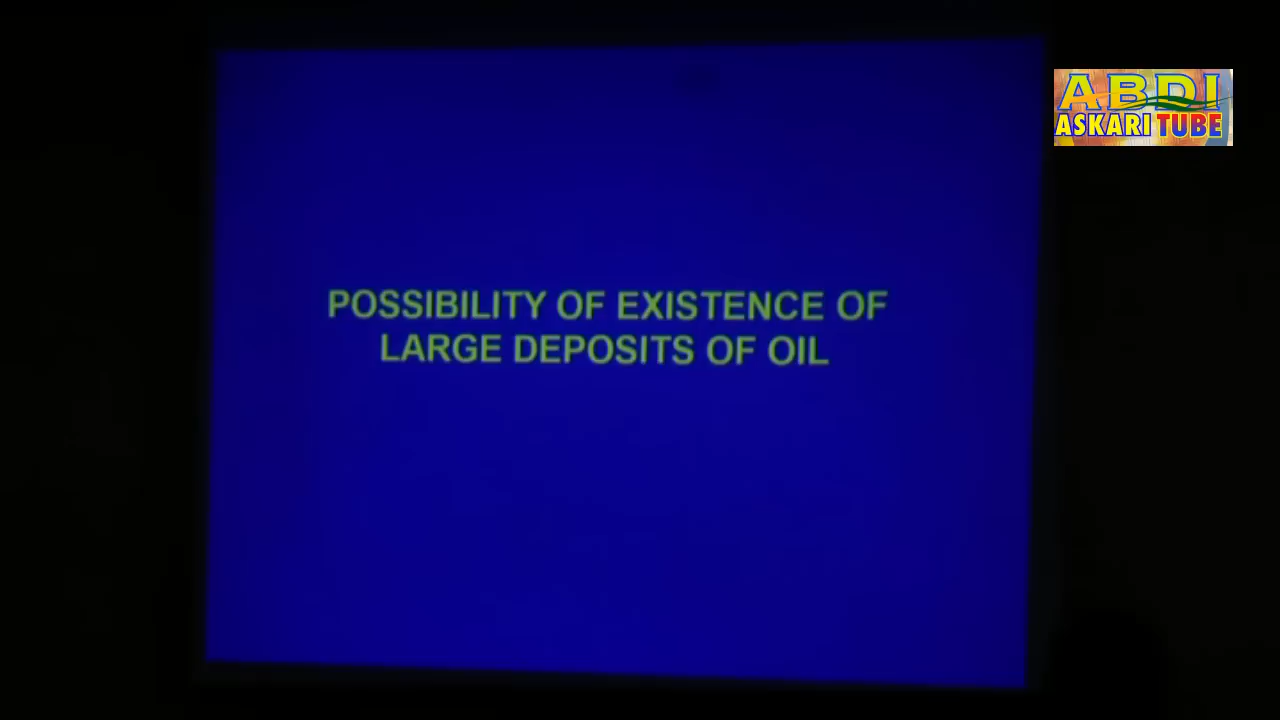 ABDI
ASKARI TUBE
POSSIBILITY OF EXISTENCE OF
LARGE DEPOSITS OF OIL